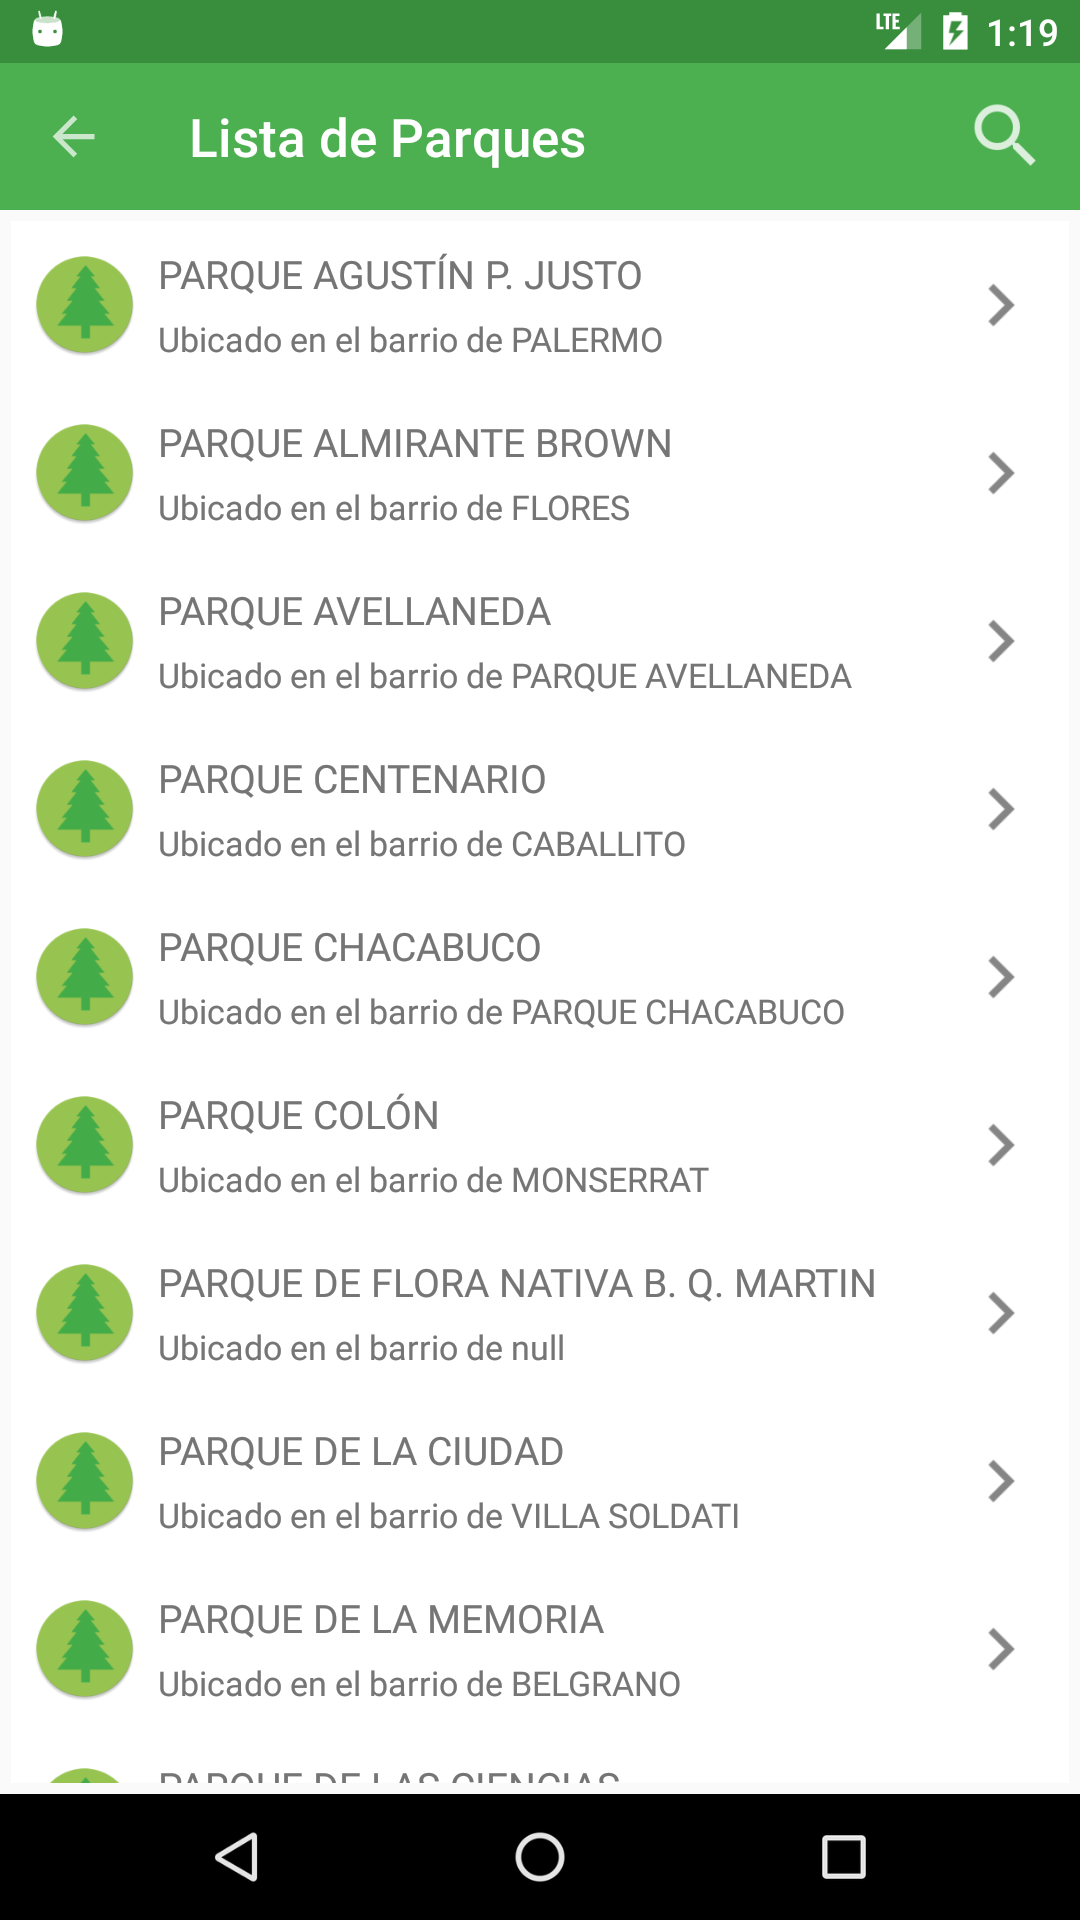 LTE 1:19
Lista de Parques
PARQUE AGUSTÍN P. JUSTO
Ubicado en el barrio de PALERMO
PARQUE ALMIRANTE BROWN
Ubicado en el barrio de FLORES
PARQUE AVELLANEDA
Ubicado en el barrio de PARQUE AVELLANEDA
PARQUE CENTENARIO
Ubicado en el barrio de CABALLITO
PARQUE CHACABUCO
Ubicado en el barrio de PARQUE CHACABUCO
PARQUE COLÓN
Ubicado en el barrio de MONSERRAT
PARQUE DE FLORA NATIVA B. Q. MARTIN
Ubicado en el barrio de null
PARQUE DE LA CIUDAD
Ubicado en el barrio de VILLA SOLDATI
PARQUE DE LA MEMORIA
Ubicado en el barrio de BELGRANO
PARQUE DE LAS CIENCIAS